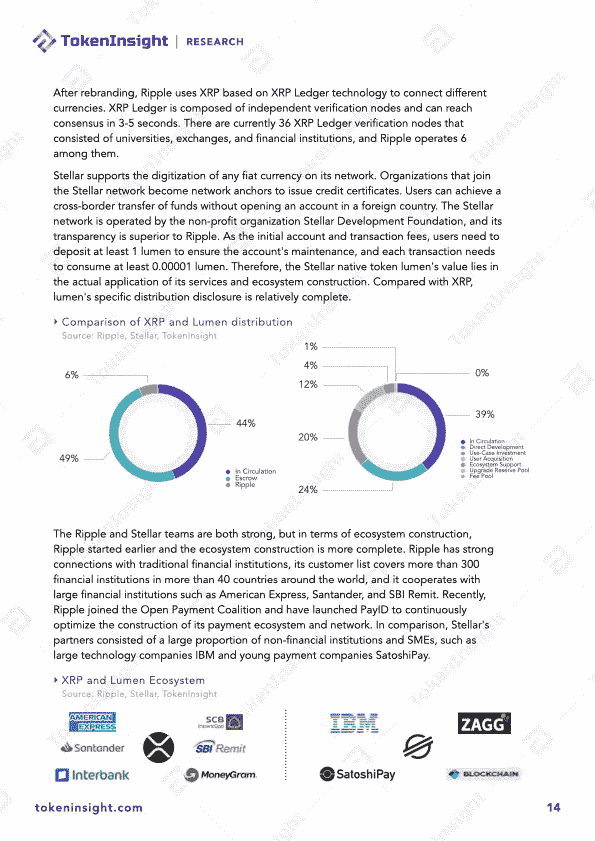 TokenInsight | RESEARCH
After rebranding, Ripple uses XRP based on XRP Ledger technology to connect different
currencies. XRP Ledger is composed of independent verification nodes and can reach
consensus in 3-5 seconds. There are currently 36 XRP Ledger verification nodes that
consisted of universities, exchanges, and financial institutions, and Ripple operates 6
among them.
Stellar supports the digitization of any fiat currency on its network. Organizations that join
the Stellar network become network anchors to issue credit certificates. Users can achieve a
cross-border transfer of funds without opening an account in a foreign country. The Stellar
network is operated by the non-profit organization Stellar Development Foundation, and its
transparency is superior to Ripple. As the initial account and transaction fees, users need to
deposit at least 1 lumen to ensure the account's maintenance, and each transaction needs
to consume at least 0.00001 lumen. Therefore, the Stellar native token lumen's value lies in
the actual application of its services and ecosystem construction. Compared with XRP,
lumen's specific distribution disclosure is relatively complete.
Comparison of XRP and Lumen distribution
Source: Ripple, Stellar, TokenInsight
6%
44%
49%
In Circulation
Escrow
Ripple
1%
4%
12%
20%
24%
0%
39%
In Circulation
Direct Development
Use-Case Investment
User Acquisition
Ecosystem Support
Upgrade Reserve Pool
Fee Pool
The Ripple and Stellar teams are both strong, but in terms of ecosystem construction,
Ripple started earlier and the ecosystem construction is more complete. Ripple has strong
connections with traditional financial institutions, its customer list covers more than 300
financial institutions in more than 40 countries around the world, and it cooperates with
large financial institutions such as American Express, Santander, and SBI Remit. Recently,
Ripple joined the Open Payment Coalition and have launched PayID to continuously
optimize the construction of its payment ecosystem and network. In comparison, Stellar's
partners consisted of a large proportion of non-financial institutions and SMEs, such as
large technology companies IBM and young payment companies SatoshiPay.
XRP and Lumen Ecosystem
Source: Ripple, Stellar, TokenInsight
AMERICAN
EXPRESS
SCB
Santander
SBI Remit
Interbank
MoneyGram
IBM
ZAGG
SatoshiPay
BLOCKCHAIN
tokeninsight.com
14